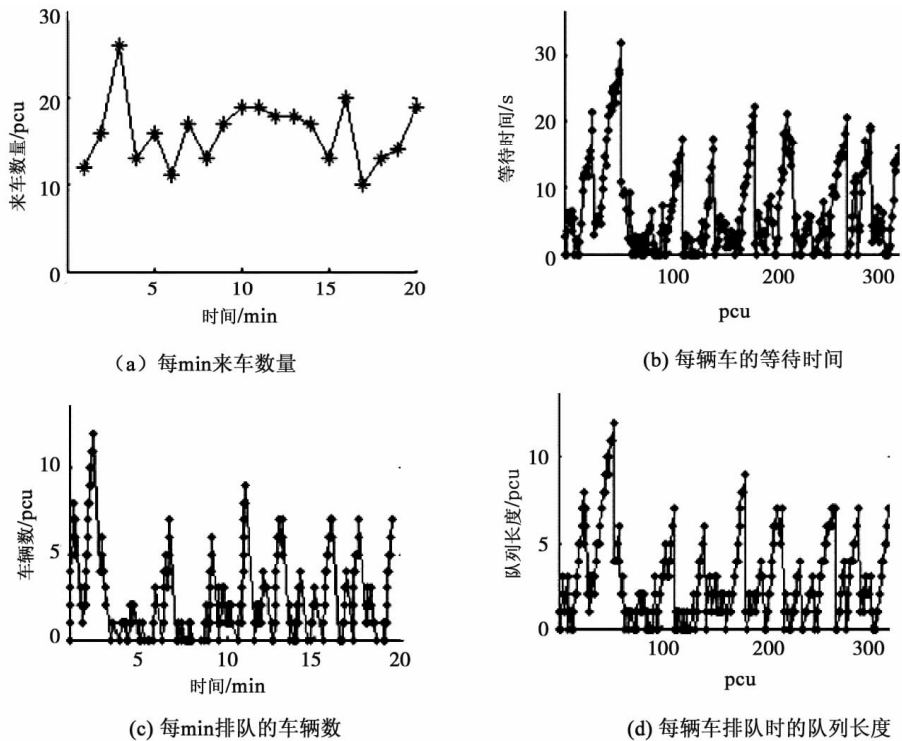 30
20
10
0
5
10
15
20
来车数量/pcu
时间/min
(a) 每min来车数量
30
20
10
0
100
200
300
等待时间/s
pcu
(b) 每辆车的等待时间
10
5
0
5
10
15
20
车辆数/pcu
时间/min
(c) 每min排队的车辆数
10
5
0
100
200
300
队列长度/pcu
pcu
(d) 每辆车排队时的队列长度